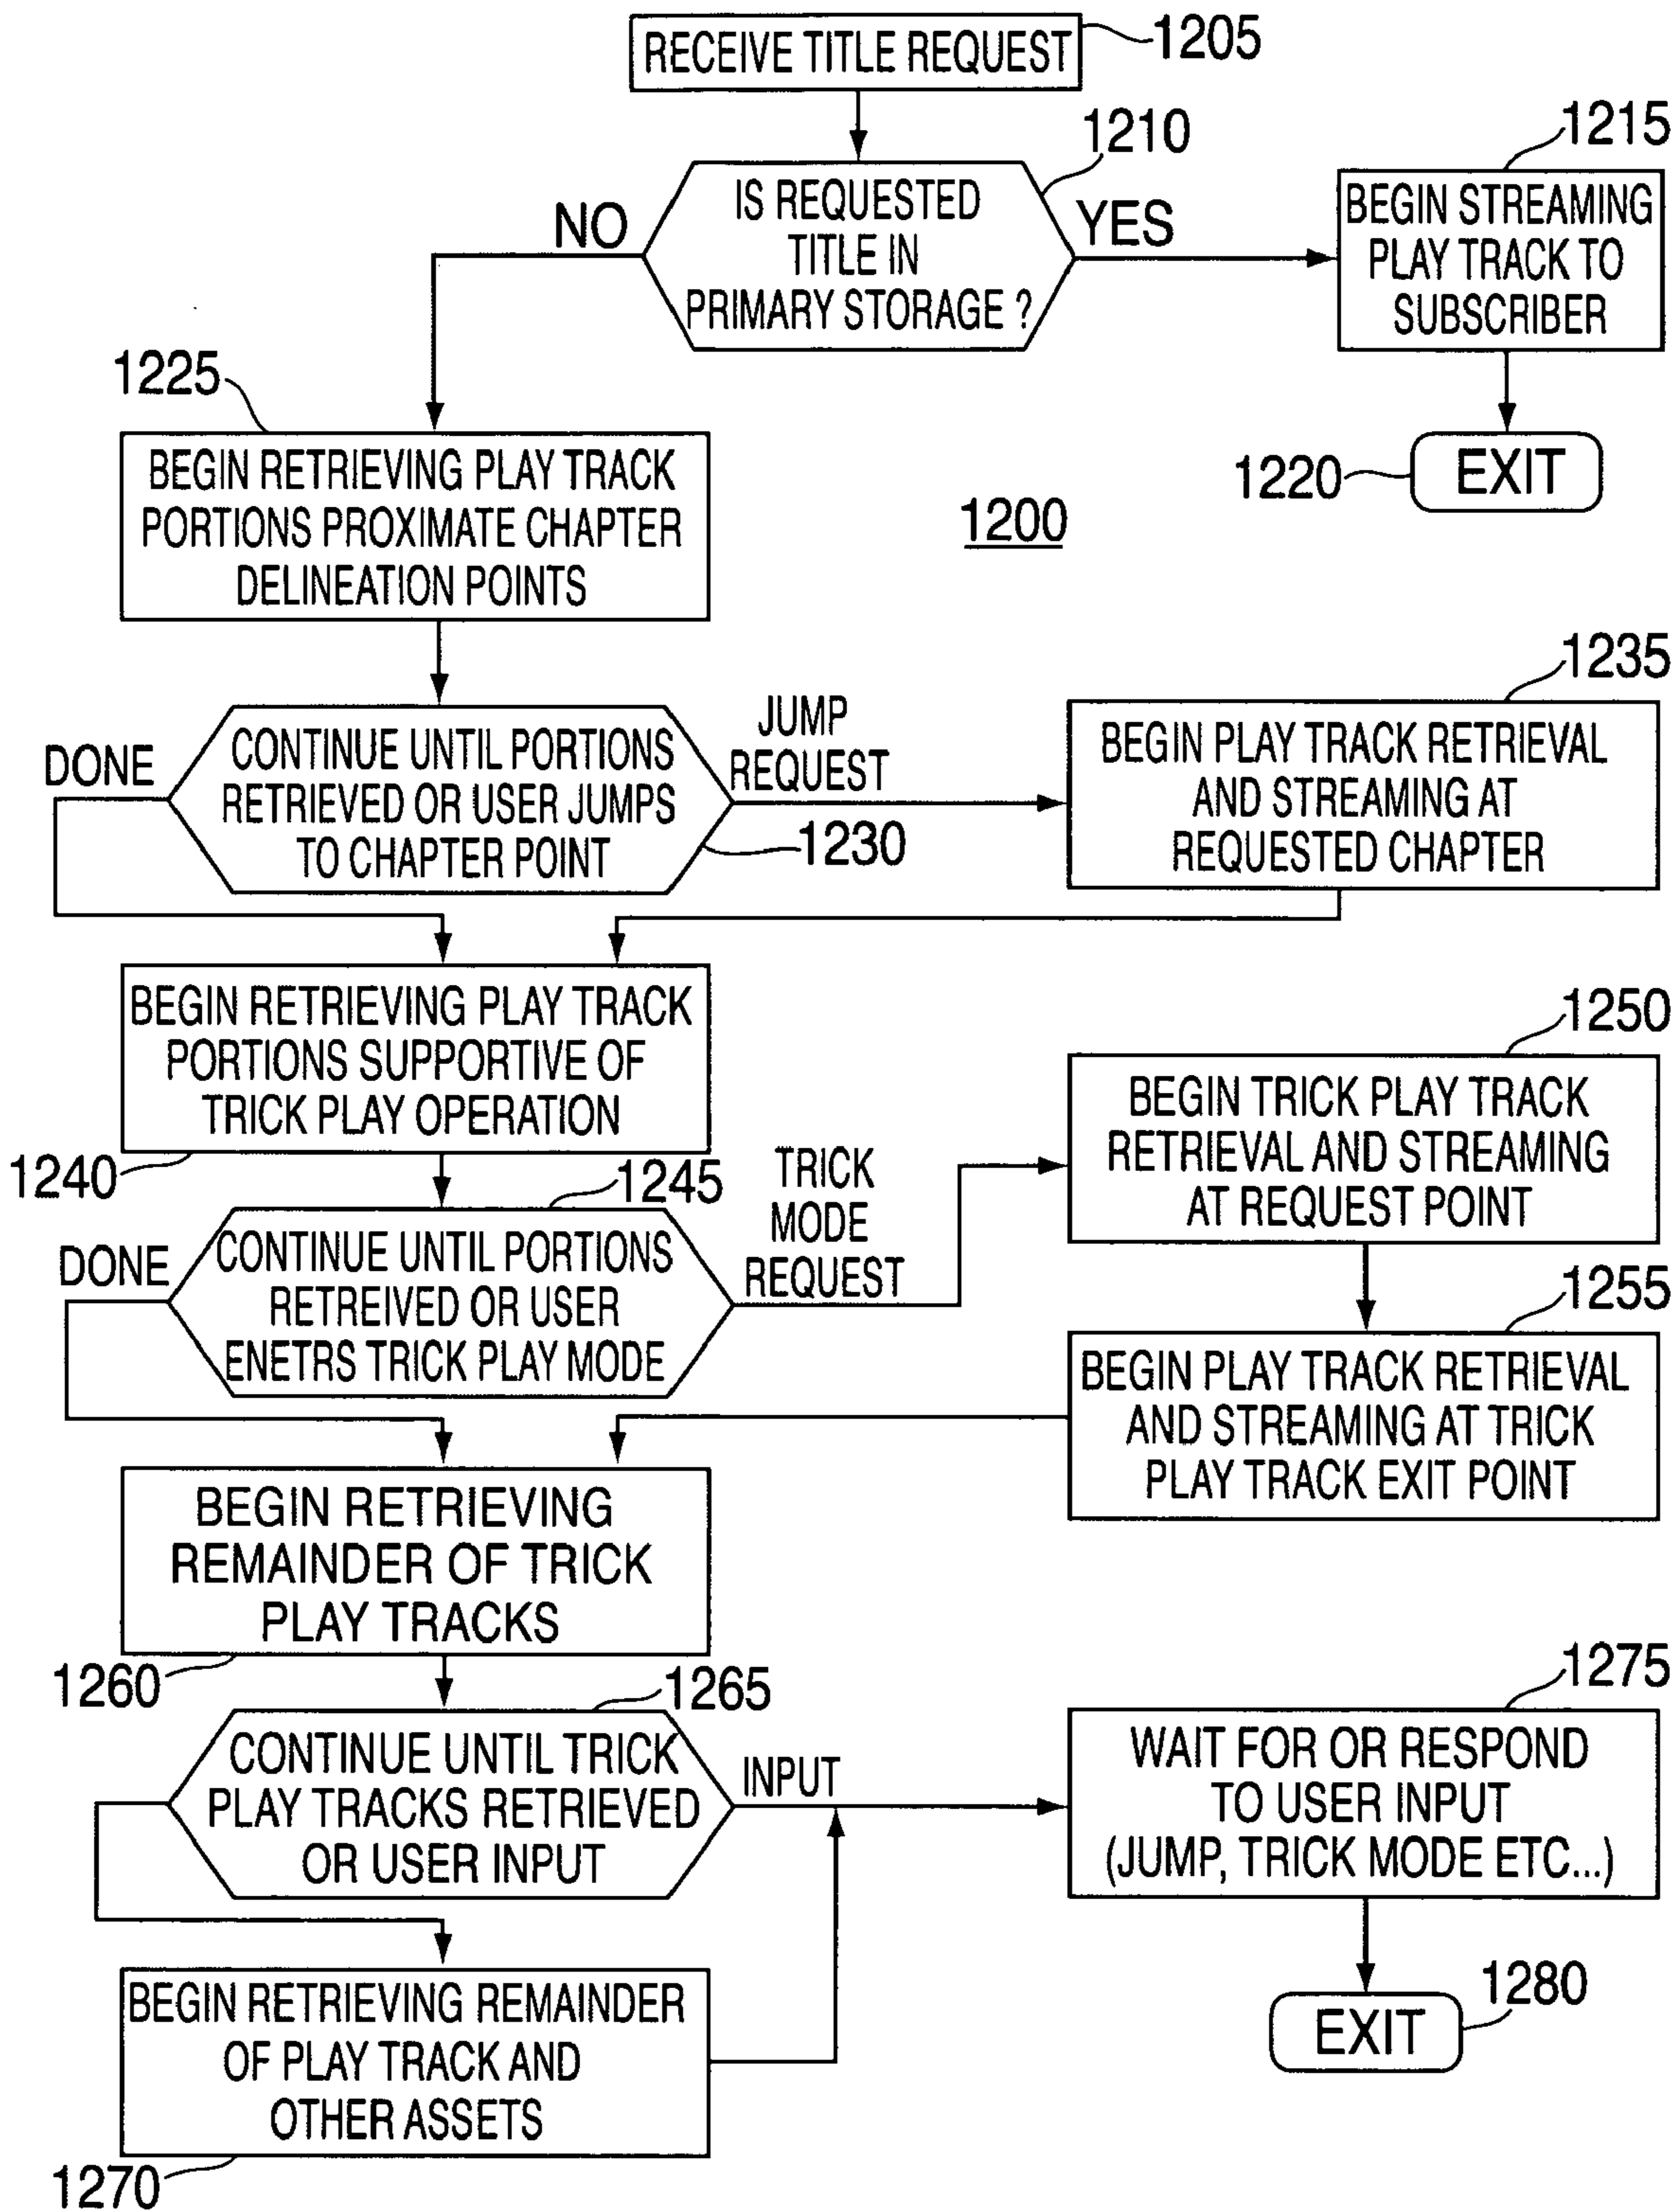 RECEIVE TITLE REQUEST
1205
1210
IS REQUESTED
TITLE IN
PRIMARY STORAGE ?
NO
YES
1215
BEGIN STREAMING
PLAY TRACK TO
SUBSCRIBER
1220
EXIT
1200
1225
BEGIN RETRIEVING PLAY TRACK
PORTIONS PROXIMATE CHAPTER
DELINEATION POINTS
DONE
CONTINUE UNTIL PORTIONS
RETRIEVED OR USER JUMPS
TO CHAPTER POINT
1230
JUMP
REQUEST
1235
BEGIN PLAY TRACK RETRIEVAL
AND STREAMING AT
REQUESTED CHAPTER
BEGIN RETRIEVING PLAY TRACK
PORTIONS SUPPORTIVE OF
TRICK PLAY OPERATION
1240
1245
DONE
CONTINUE UNTIL PORTIONS
RETREIVED OR USER
ENETRS TRICK PLAY MODE
TRICK
MODE
REQUEST
1250
BEGIN TRICK PLAY TRACK
RETRIEVAL AND STREAMING
AT REQUEST POINT
1255
BEGIN PLAY TRACK RETRIEVAL
AND STREAMING AT TRICK
PLAY TRACK EXIT POINT
BEGIN RETRIEVING
REMAINDER OF TRICK
PLAY TRACKS
1260
1265
CONTINUE UNTIL TRICK
PLAY TRACKS RETRIEVED
OR USER INPUT
INPUT
1275
WAIT FOR OR RESPOND
TO USER INPUT
(JUMP, TRICK MODE ETC...)
BEGIN RETRIEVING REMAINDER
OF PLAY TRACK AND
OTHER ASSETS
1270
1280
EXIT